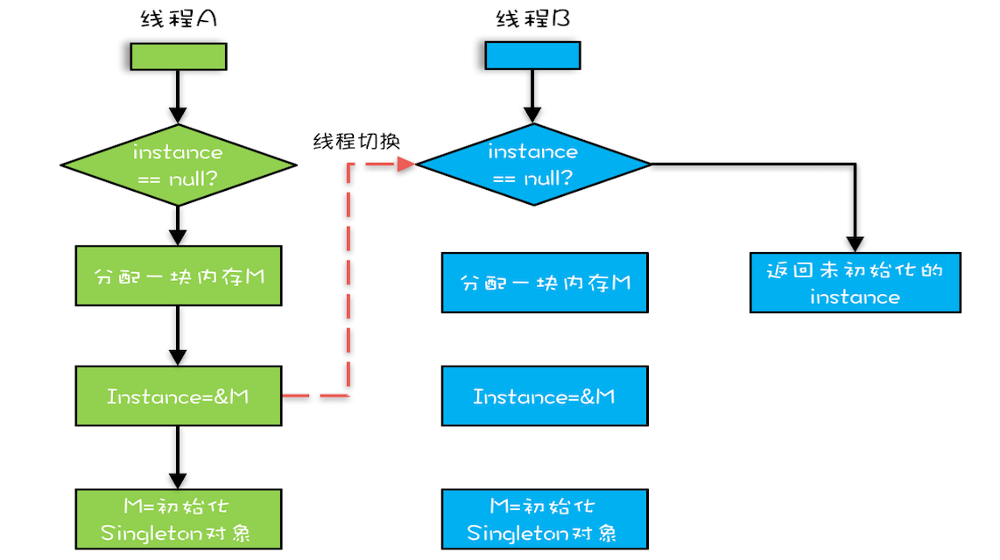 线程A
线程B
线程切换
instance
== null?
instance
== null?
分配一块内存M
分配一块内存M
返回未初始化的
instance
Instance=&M
Instance=&M
M=初始化
Singleton对象
M=初始化
Singleton对象